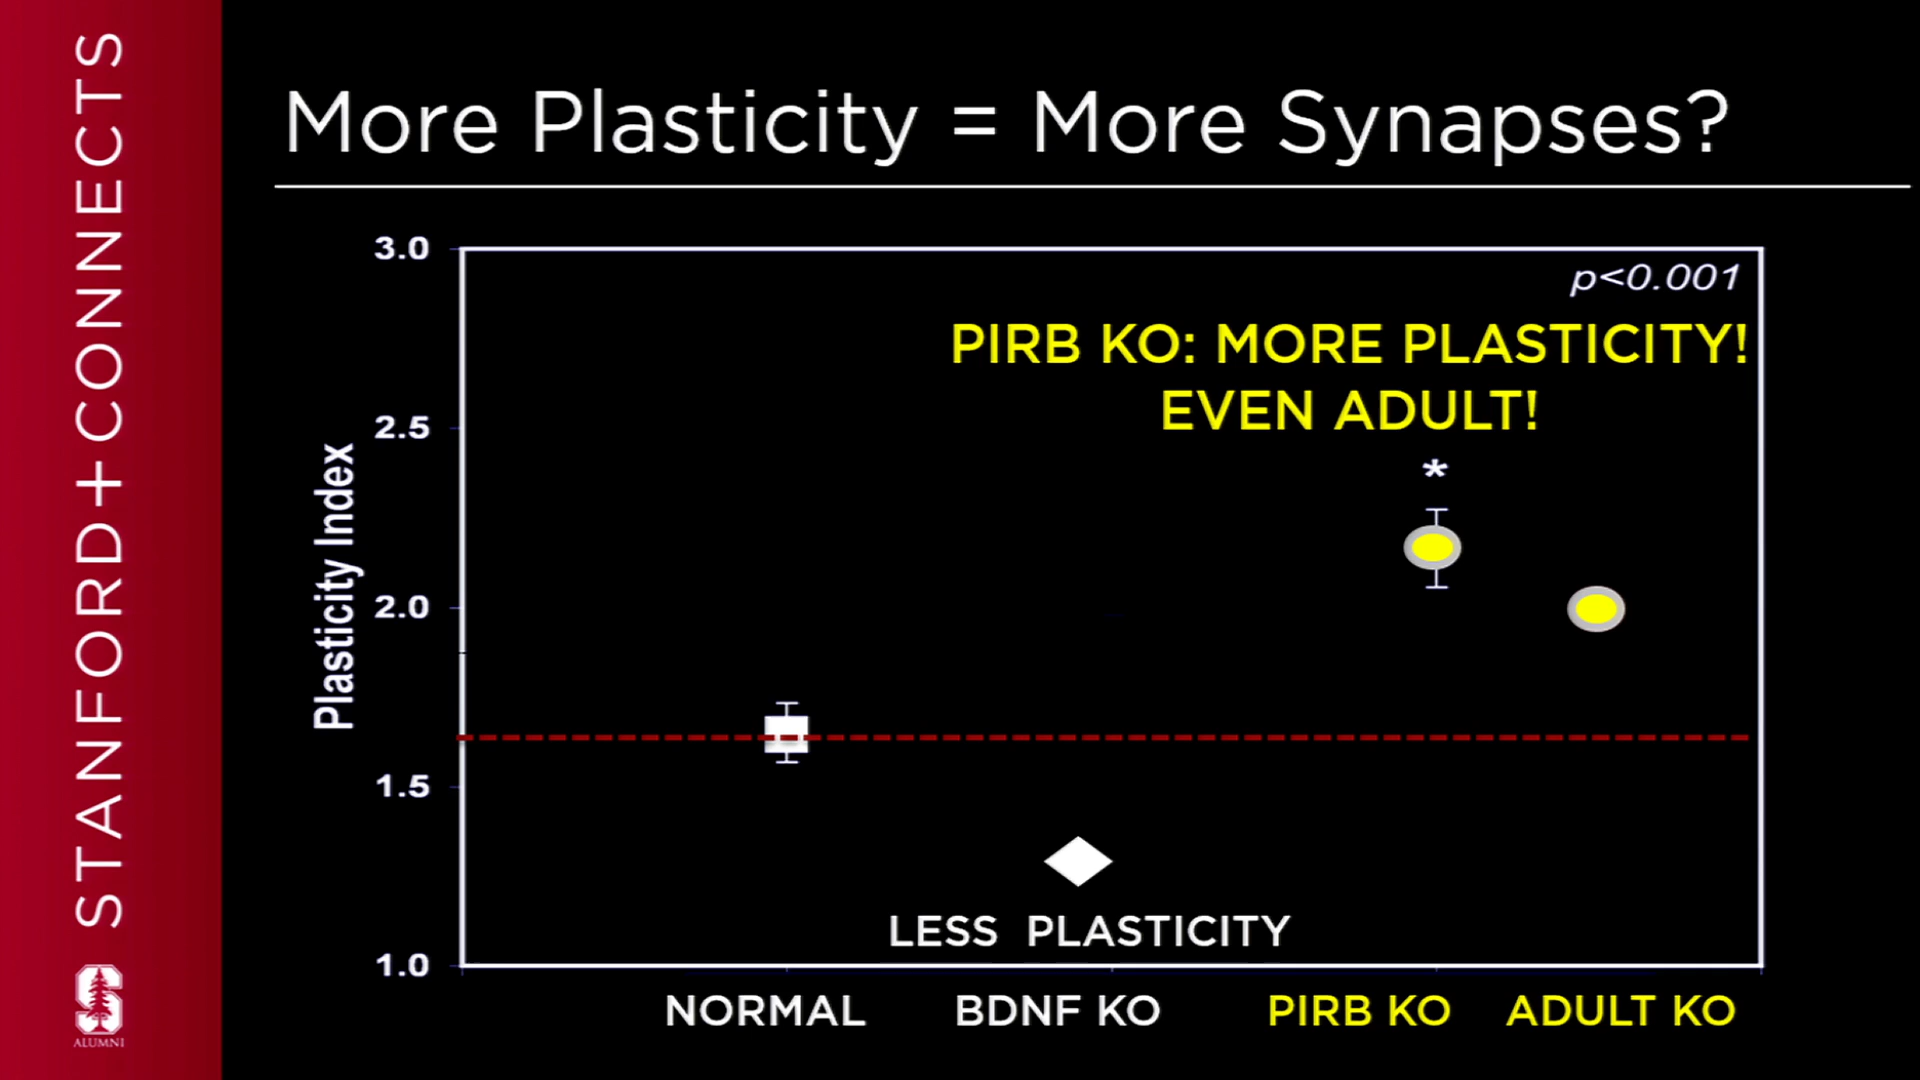 STANFORD+CONNECTS
ALUMNI
More Plasticity = More Synapses?
3.0
p<0.001
PIRB KO: MORE PLASTICITY!
EVEN ADULT!
2.5
*
Plasticity Index
2.0
1.5
LESS PLASTICITY
1.0
NORMAL BDNF KO PIRB KO ADULT KO